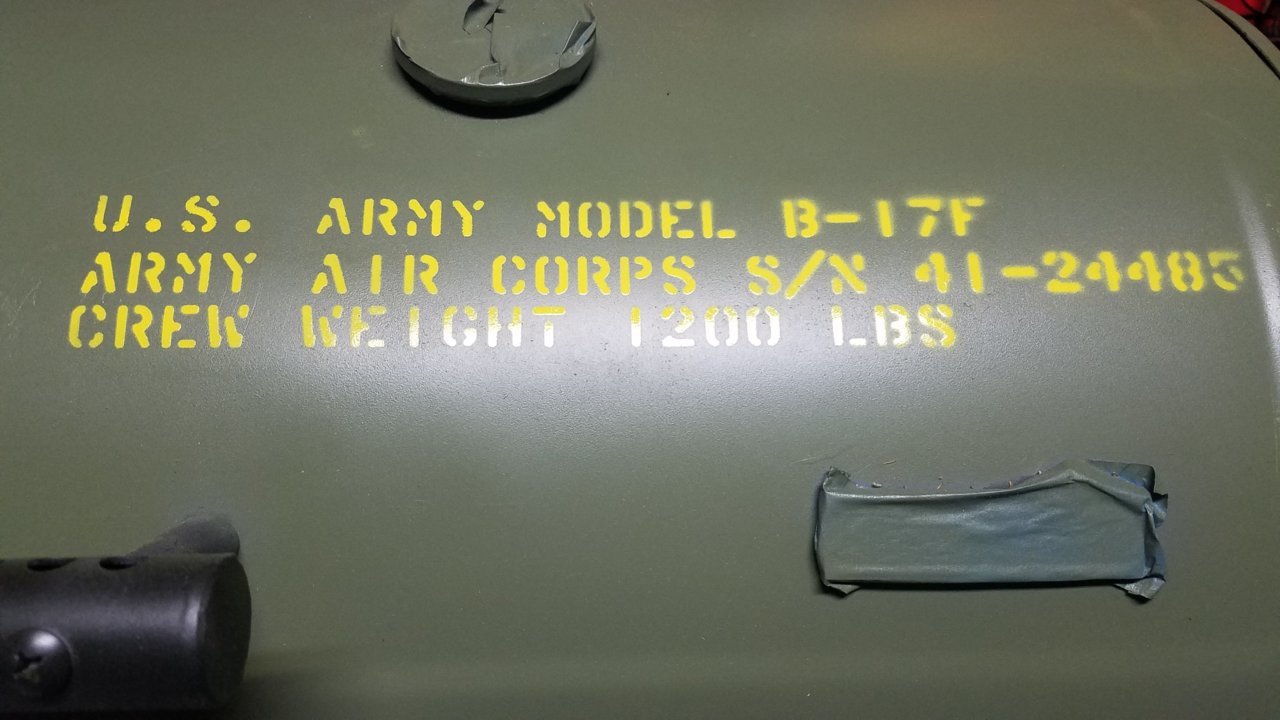 U.S. ARMY MODEL B-17F
ARMY AIR CORPS S/N 41-24485
CREW WEIGHT 1200 LBS